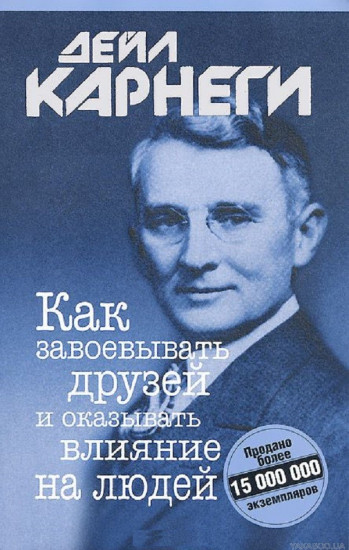 ДЕЙЛ
КАРНЕГИ
Как
завоевывать
друзей
и оказывать
влияние
на людей
Продано
более
15 000 000
экземпляров